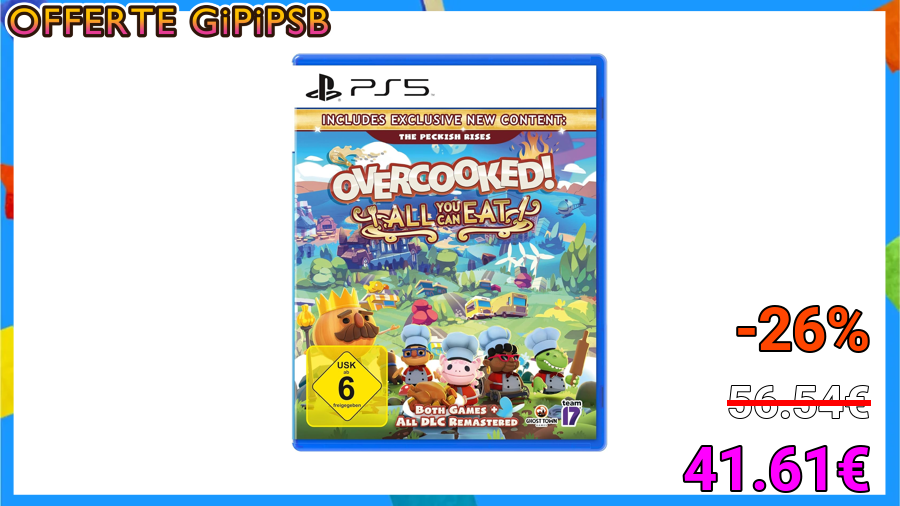 OFFERTE GiPiPSB
PS5
INCLUDES EXCLUSIVE NEW CONTENT:
THE PECKISH RISES
OVERCOOKED!
ALL YOU CAN EAT
USK
ab
6
freigegeben
BOTH GAMES +
ALL DLC REMASTERED
GHOST TOWN
team
17
-26%
56.54€
41.61€